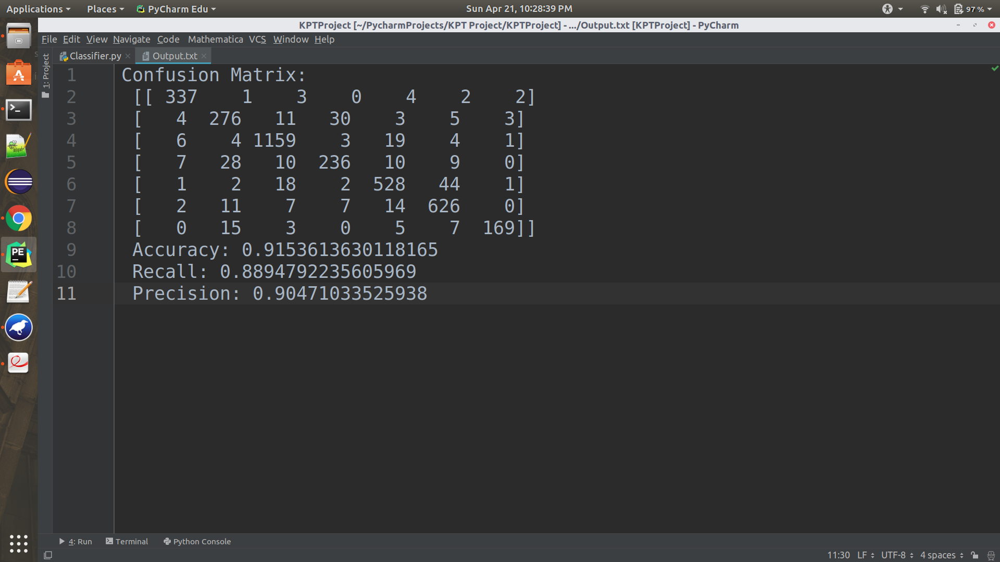 Applications Places PyCharm Edu Sun Apr 21, 10:28:39 PM 97 %
KPTProject [~/PycharmProjects/KPT Project/KPTProject] - .../Output.txt [KPTProject] - PyCharm
File Edit View Navigate Code Mathematica VCS Window Help
1: Project
Classifier.py Output.txt
1 Confusion Matrix:
2 [[ 337 1 3 0 4 2 2]
3 [ 4 276 11 30 3 5 3]
4 [ 6 4 1159 3 19 4 1]
5 [ 7 28 10 236 10 9 0]
6 [ 1 2 18 2 528 44 1]
7 [ 2 11 7 7 14 626 0]
8 [ 0 15 3 0 5 7 169]]
9 Accuracy: 0.9153613630118165
10 Recall: 0.8894792235605969
11 Precision: 0.90471033525938
PE
4: Run Terminal Python Console
11:30 LF UTF-8 4 spaces